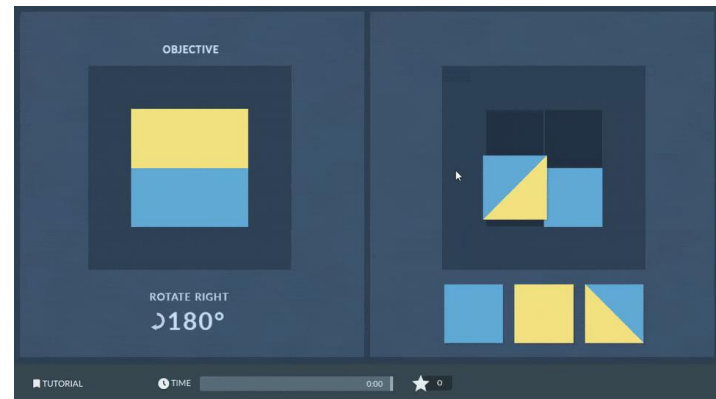 OBJECTIVE
ROTATE RIGHT
180°
TUTORIAL
TIME
0:00
0